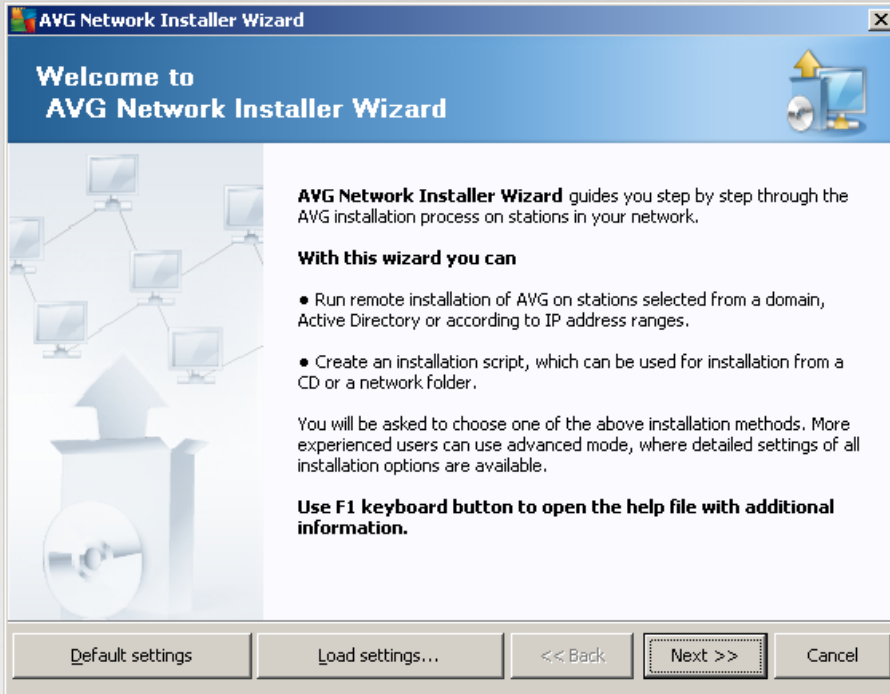 AVG Network Installer Wizard
Welcome to
AVG Network Installer Wizard
AVG Network Installer Wizard guides you step by step through the
AVG installation process on stations in your network.
With this wizard you can
● Run remote installation of AVG on stations selected from a domain,
Active Directory or according to IP address ranges.
● Create an installation script, which can be used for installation from a
CD or a network folder.
You will be asked to choose one of the above installation methods. More
experienced users can use advanced mode, where detailed settings of all
installation options are available.
Use F1 keyboard button to open the help file with additional
information.
Default settings
Load settings...
<< Back
Next >>
Cancel